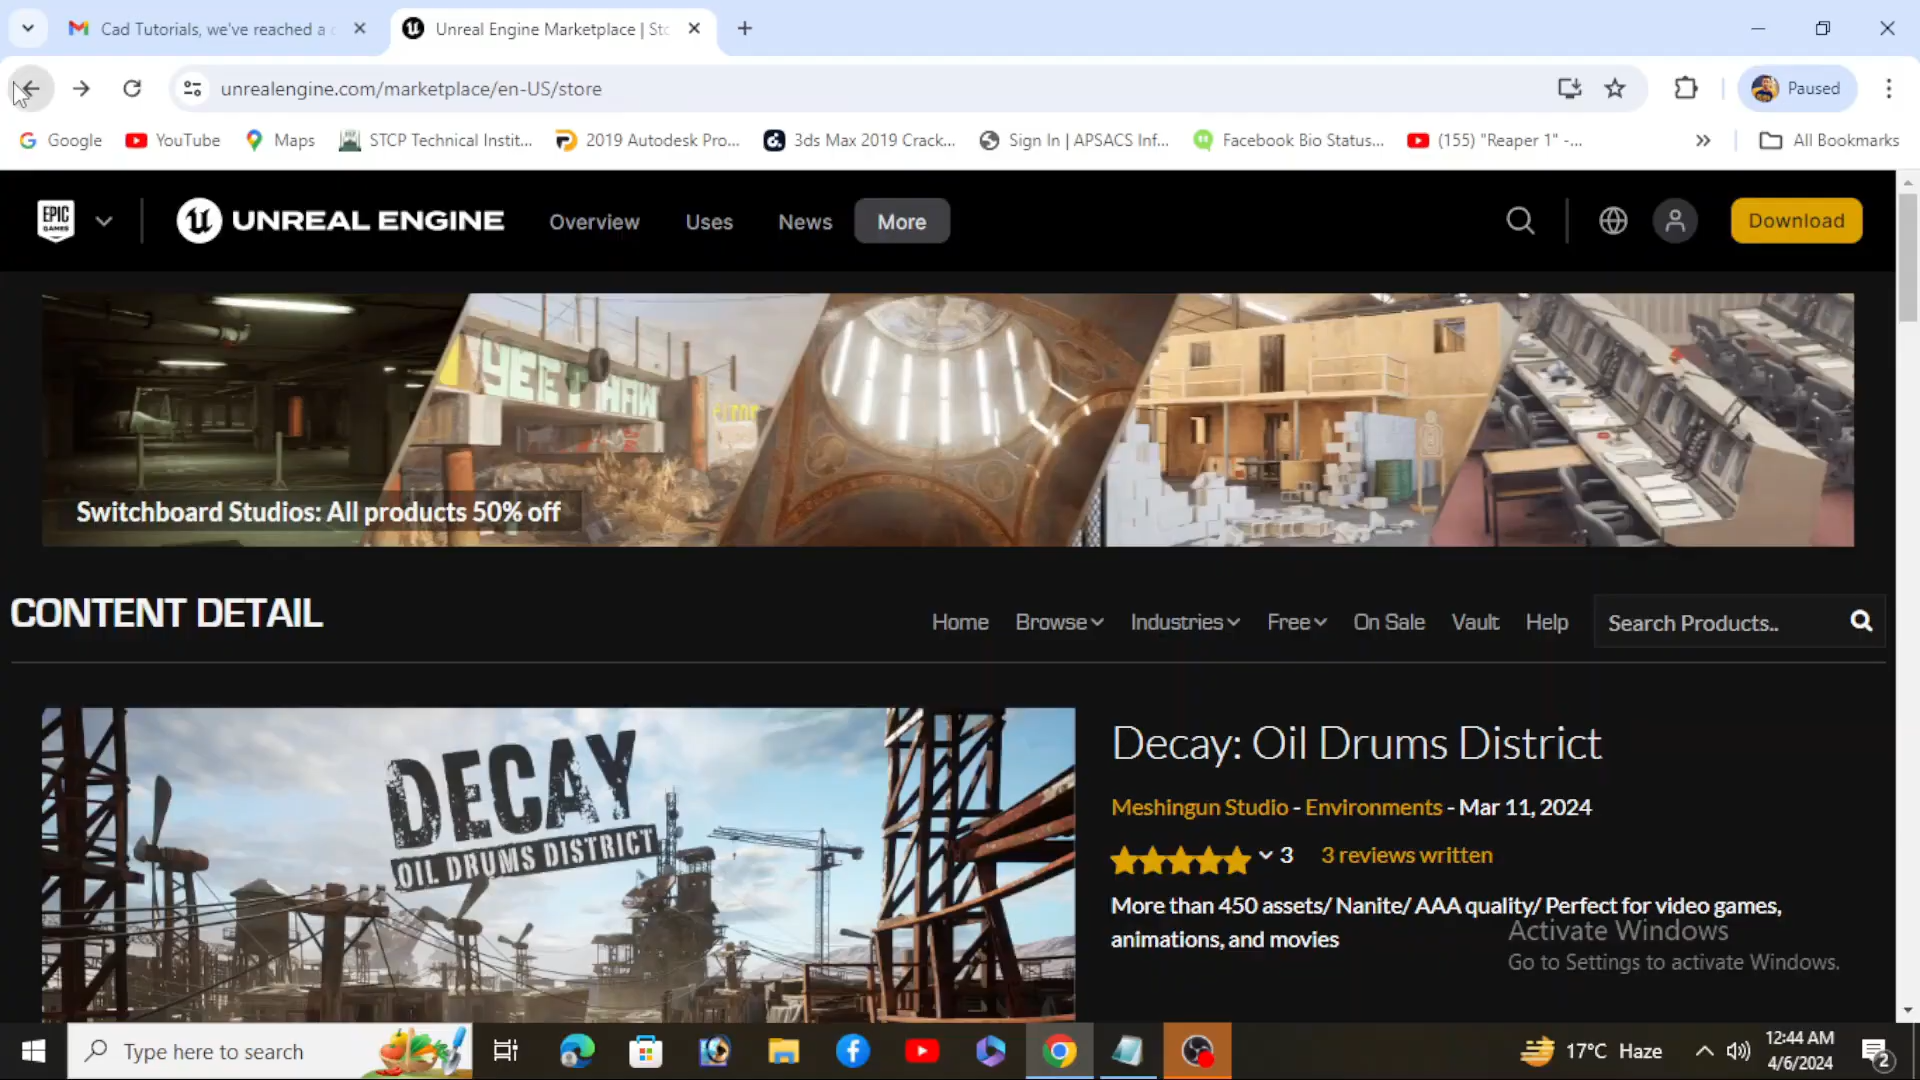 Cad Tutorials, we've reached a c
Unreal Engine Marketplace | Sto
unrealengine.com/marketplace/en-US/store
Paused
Google
YouTube
Maps
STCP Technical Instit...
2019 Autodesk Pro...
3ds Max 2019 Crack...
Sign In | APSACS Inf...
Facebook Bio Status...
(155) "Reaper 1" -...
All Bookmarks
EPIC GAMES
UNREAL ENGINE
Overview
Uses
News
More
Download
YEE HAW
error
Switchboard Studios: All products 50% off
CONTENT DETAIL
Home
Browse
Industries
Free
On Sale
Vault
Help
Search Products..
DECAY
OIL DRUMS DISTRICT
Decay: Oil Drums District
Meshingun Studio - Environments - Mar 11, 2024
3
3 reviews written
More than 450 assets/ Nanite/ AAA quality/ Perfect for video games,
animations, and movies
Activate Windows
Go to Settings to activate Windows.
Type here to search
17°C Haze
12:44 AM
4/6/2024
2